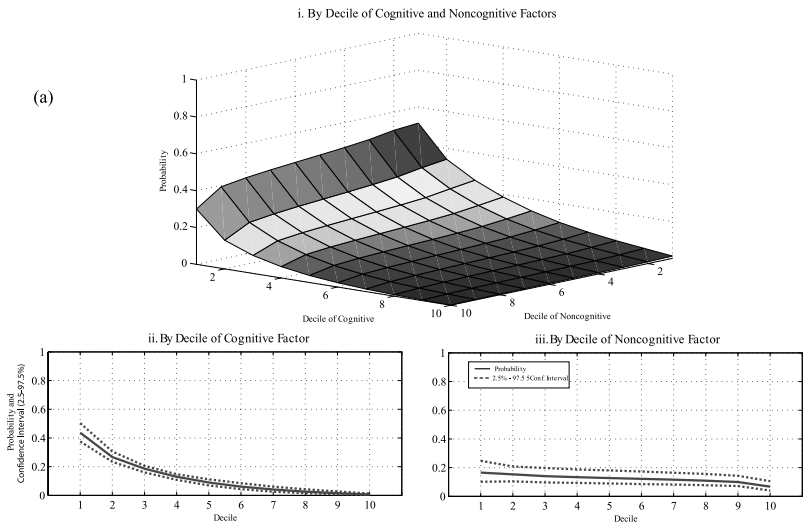 i. By Decile of Cognitive and Noncognitive Factors
(a)
Probability
1
0.8
0.6
0.4
0.2
0
2
4
6
8
10
Decile of Cognitive
10
8
6
4
2
Decile of Noncognitive
ii. By Decile of Cognitive Factor
Probability and
Confidence Interval (2.5-97.5%)
1
0.8
0.6
0.4
0.2
0
1 2 3 4 5 6 7 8 9 10
Decile
iii. By Decile of Noncognitive Factor
Probability
2.5% - 97.5 5Conf. Interval
1
0.8
0.6
0.4
0.2
0
1 2 3 4 5 6 7 8 9 10
Decile